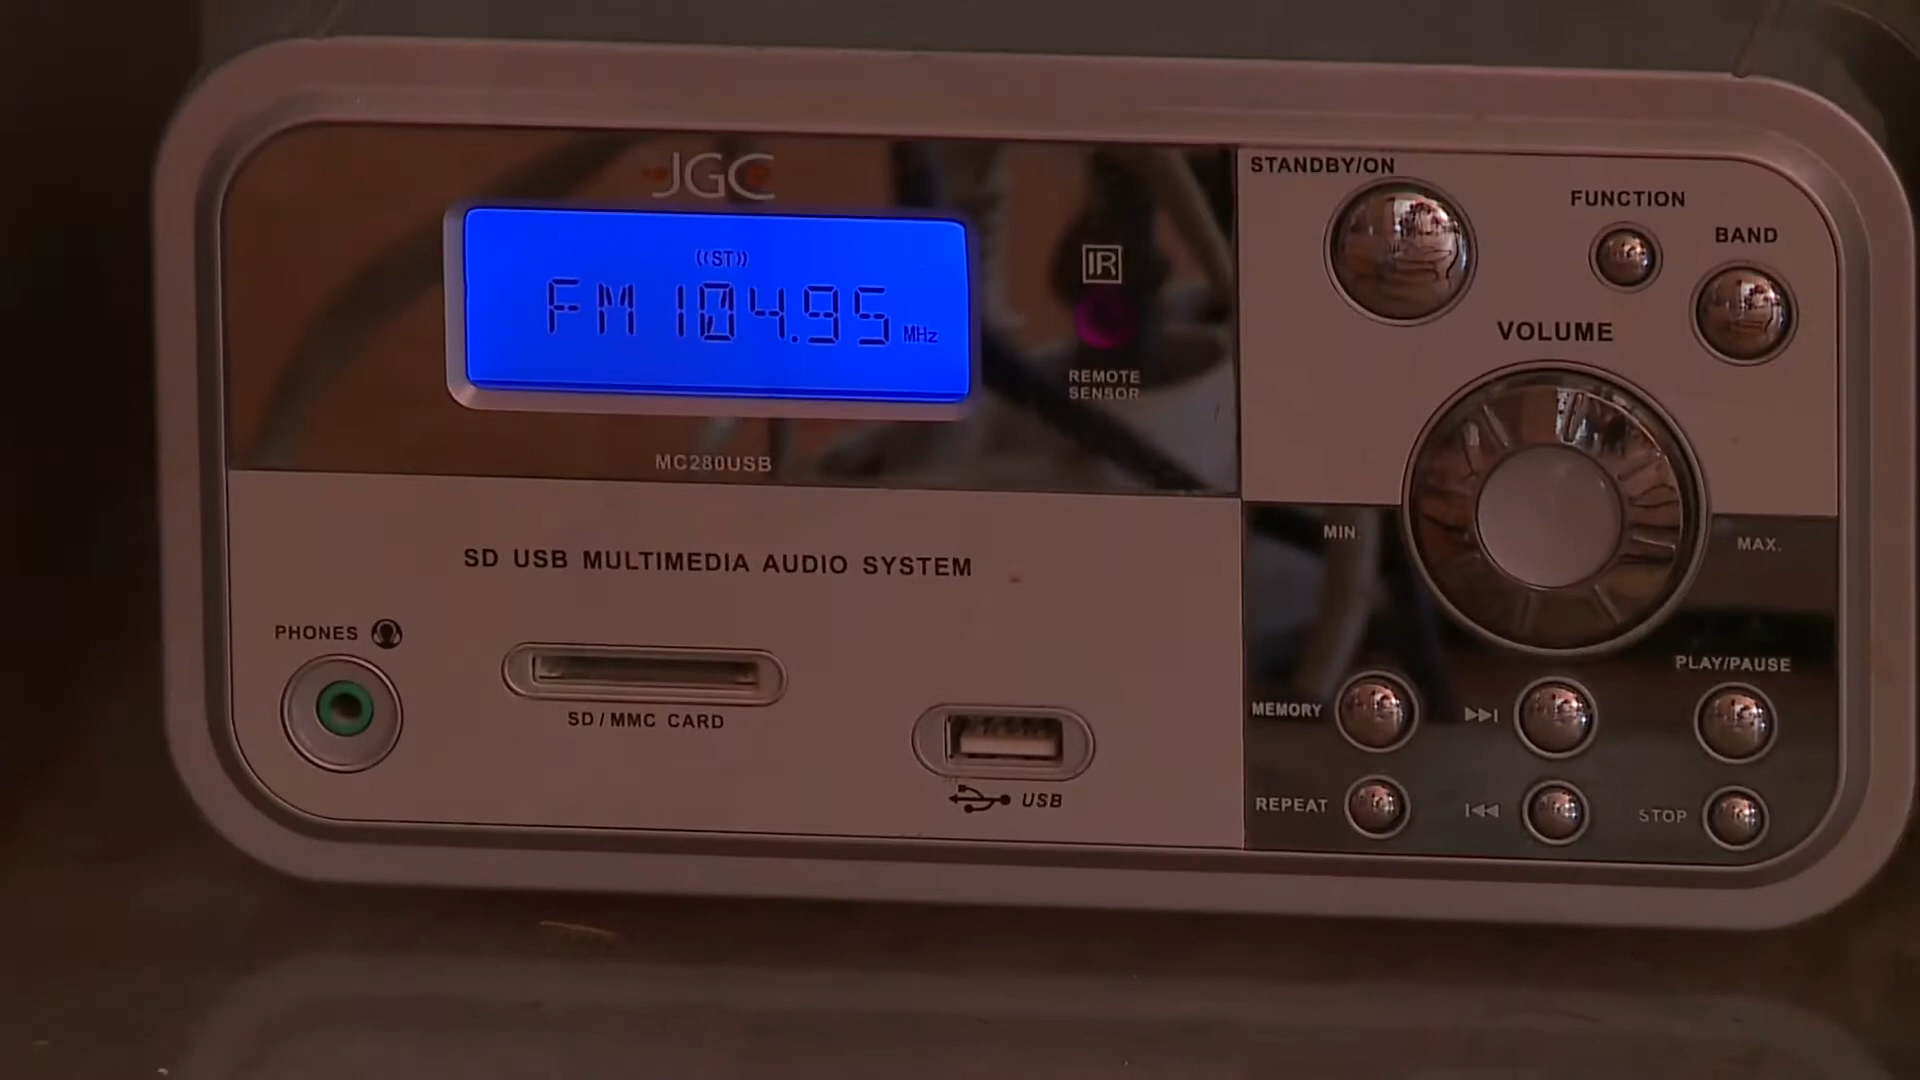 JGC
((ST))
FM 104.95 MHz
MC280USB
IR
REMOTE
SENSOR
STANDBY/ON
FUNCTION
BAND
VOLUME
MIN.
MAX.
SD USB MULTIMEDIA AUDIO SYSTEM
PHONES
SD/MMC CARD
USB
PLAY/PAUSE
MEMORY
REPEAT
STOP